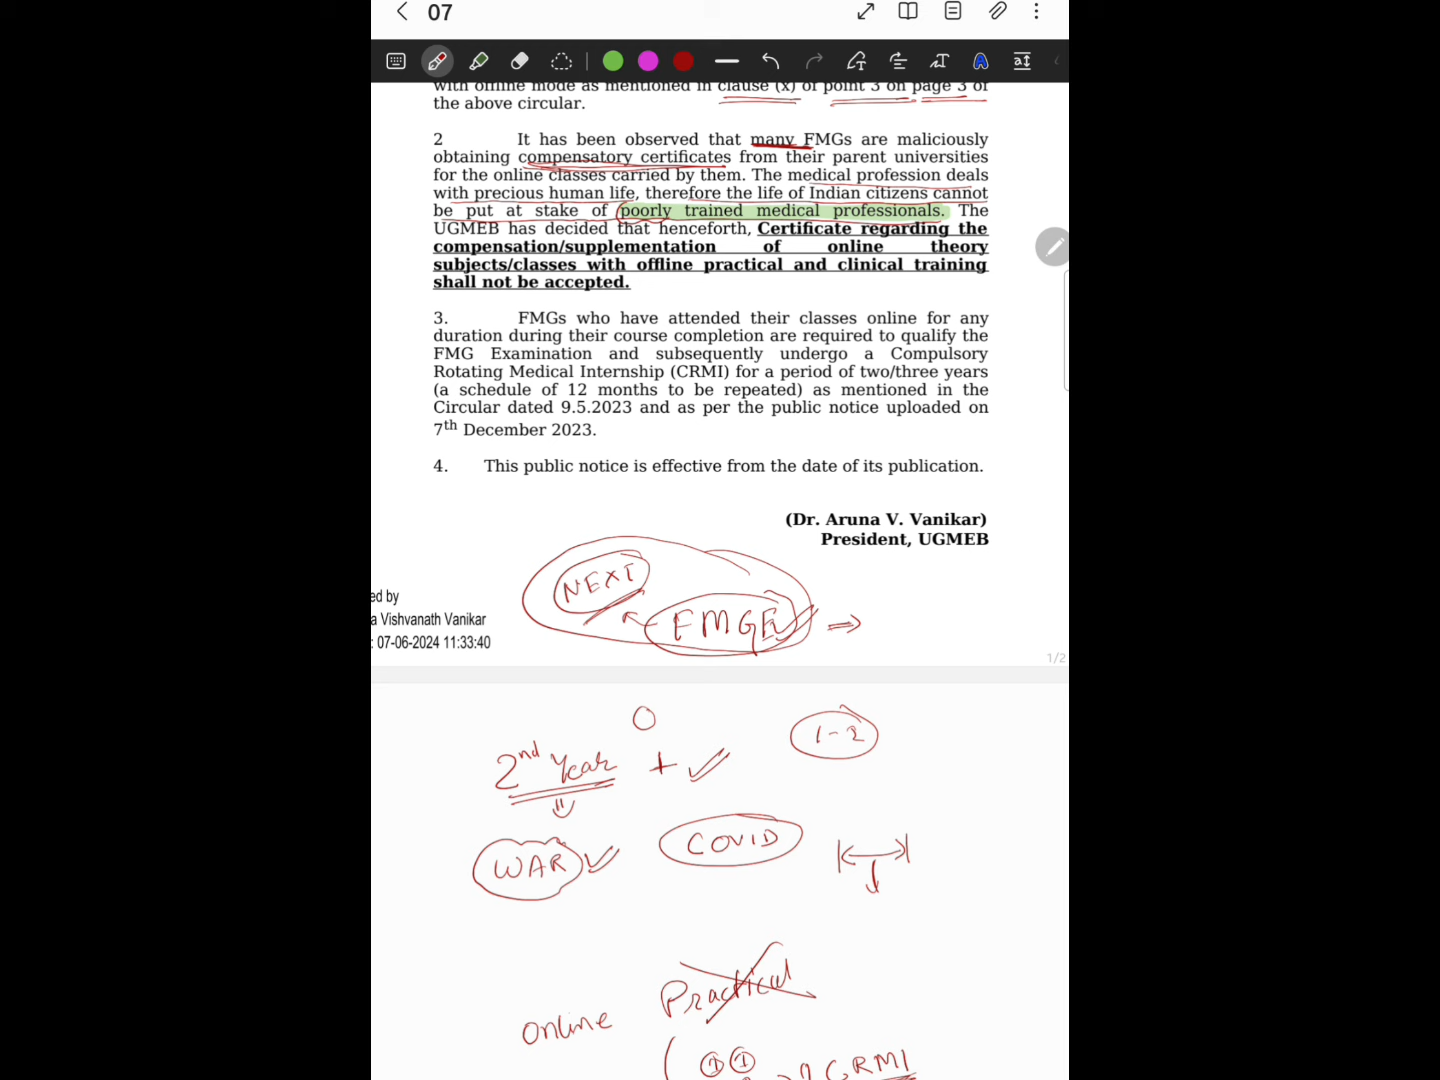 07
with offline mode as mentioned in clause (x) of point 3 on page 3 of
the above circular.
2 It has been observed that many FMGs are maliciously
obtaining compensatory certificates from their parent universities
for the online classes carried by them. The medical profession deals
with precious human life, therefore the life of Indian citizens cannot
be put at stake of poorly trained medical professionals. The
UGMEB has decided that henceforth, Certificate regarding the
compensation/supplementation of online theory
subjects/classes with offline practical and clinical training
shall not be accepted.
3. FMGs who have attended their classes online for any
duration during their course completion are required to qualify the
FMG Examination and subsequently undergo a Compulsory
Rotating Medical Internship (CRMI) for a period of two/three years
(a schedule of 12 months to be repeated) as mentioned in the
Circular dated 9.5.2023 and as per the public notice uploaded on
7th December 2023.
4. This public notice is effective from the date of its publication.
(Dr. Aruna V. Vanikar)
President, UGMEB
NEXT
ed by
a Vishvanath Vanikar
FMGE
: 07-06-2024 11:33:40
1/2
1-2
2nd Year +
COVID
WAR
Practical
Online
CRMI